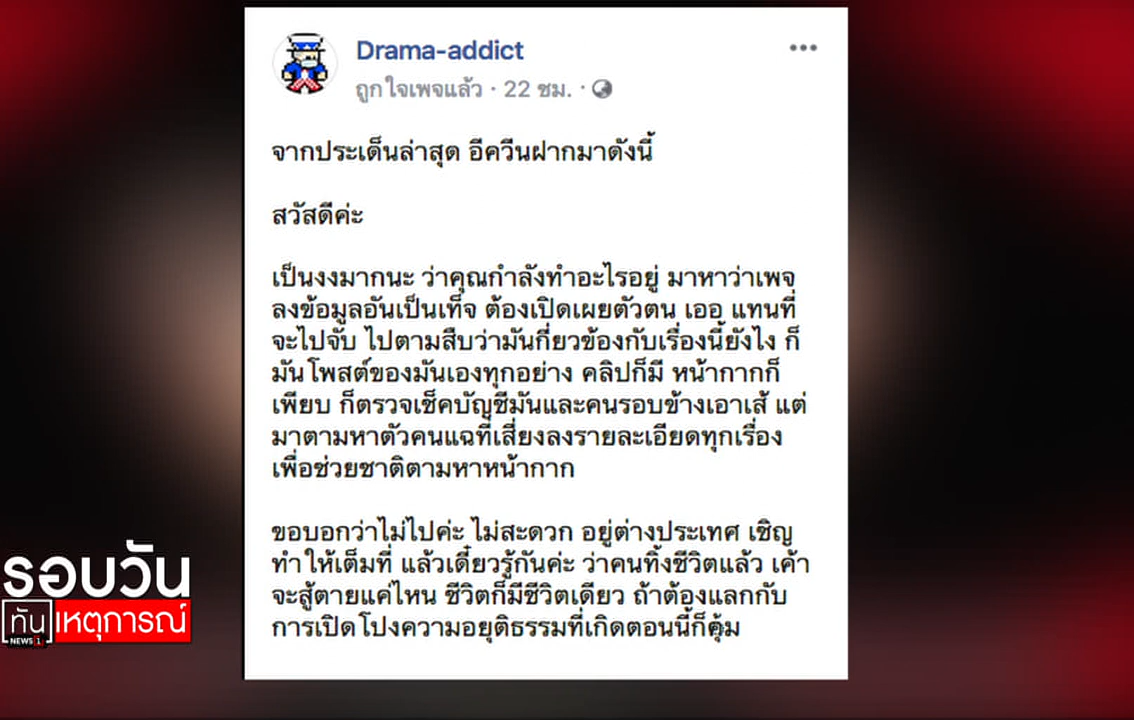 Drama-addict
ถูกใจเพจแล้ว · 22 ชม. ·
จากประเด็นล่าสุด อีควีนฝากมาดังนี้
สวัสดีค่ะ
เป็นงงมากนะ ว่าคุณกำลังทำอะไรอยู่ มาหาว่าเพจ
ลงข้อมูลอันเป็นเท็จ ต้องเปิดเผยตัวตน เออ แทนที่
จะไปจับ ไปตามสืบว่ามันกี่ยวข้องกับเรื่องนี้ยังไง ก็
มันโพสต์ของมันเองทุกอย่าง คลิปก็มี หน้ากากก็
เพียบ ก็ตรวจเช็คบัญชีมันและคนรอบข้างเอาเส้ แต่
มาตามหาตัวคนแฉที่เสี่ยงลงรายละเอียดทุกเรื่อง
เพื่อช่วยชาติตามหาหน้ากาก
ขอบอกว่าไม่ไปค่ะ ไม่สะดวก อยู่ต่างประเทศ เชิญ
ทำให้เต็มที่ แล้วเดี๋ยวรู้กันค่ะ ว่าคนทิ้งชีวิตแล้ว เค้า
จะสู้ตายแค่ไหน ชีวิตก็มีชีวิตเดียว ถ้าต้องแลกกับ
การเปิดโปงความอยุติธรรมที่เกิดตอนนี้ก็คุ้ม
รอบวัน
ทันเหตุการณ์
NEWS 1